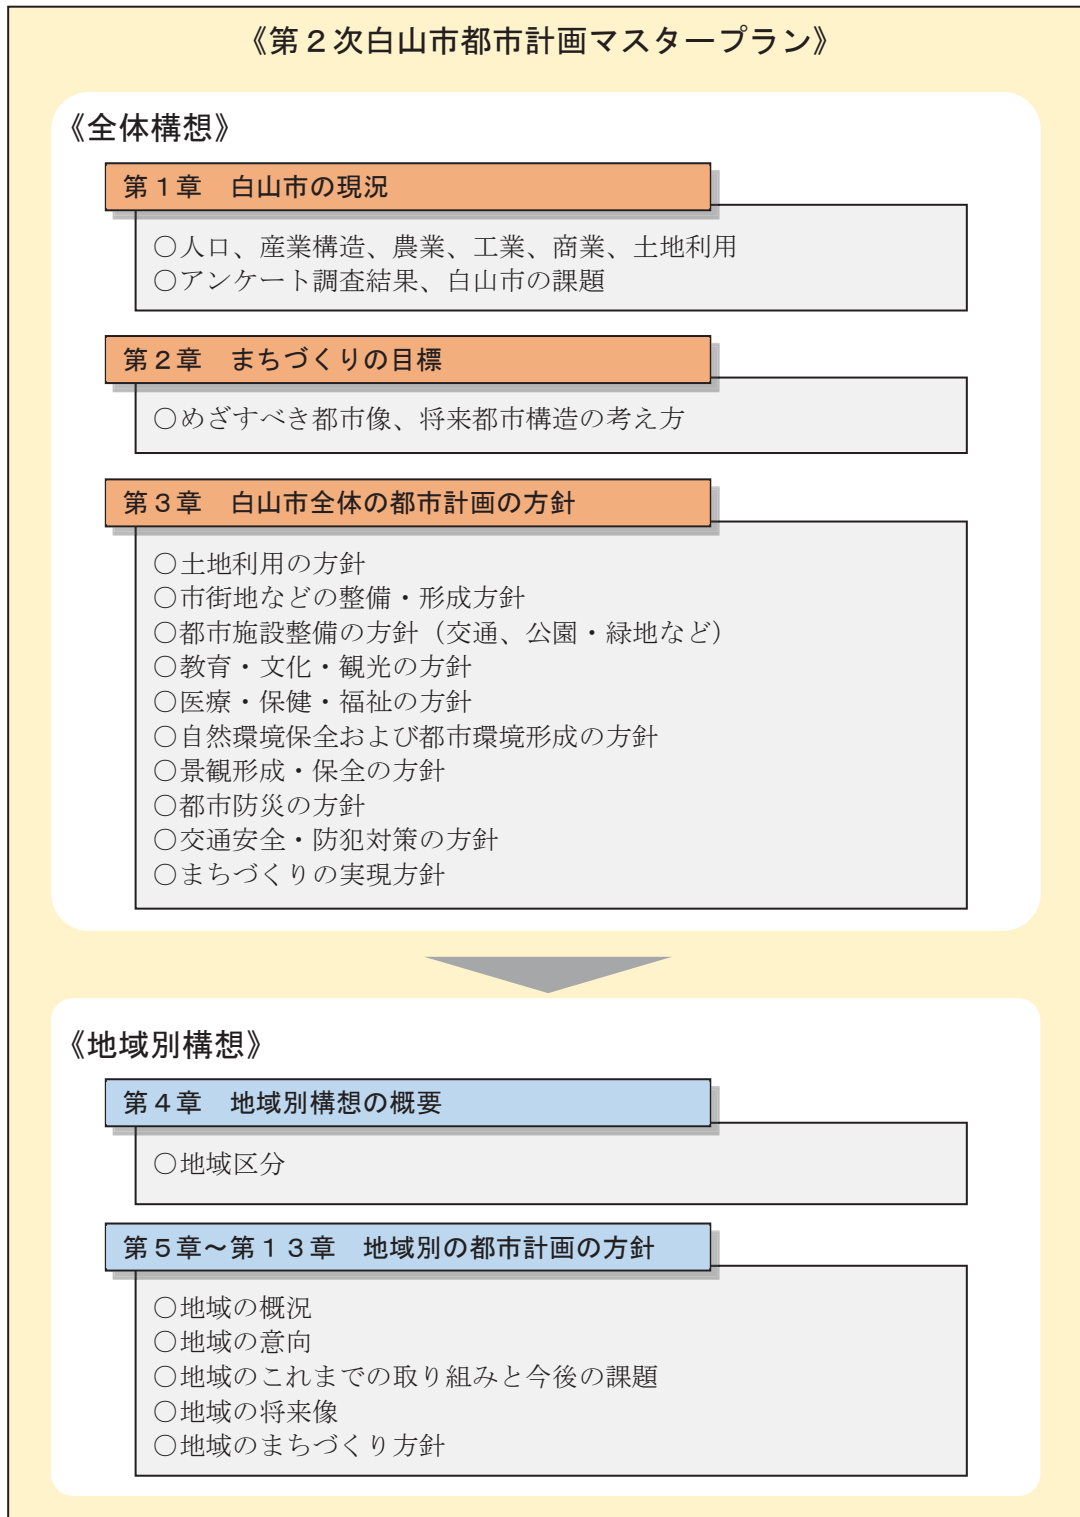 《第２次白山市都市計画マスタープラン》
《全体構想》
第１章　白山市の現況
○人口、産業構造、農業、工業、商業、土地利用
○アンケート調査結果、白山市の課題
第２章　まちづくりの目標
○めざすべき都市像、将来都市構造の考え方
第３章　白山市全体の都市計画の方針
○土地利用の方針
○市街地などの整備・形成方針
○都市施設整備の方針（交通、公園・緑地など）
○教育・文化・観光の方針
○医療・保健・福祉の方針
○自然環境保全および都市環境形成の方針
○景観形成・保全の方針
○都市防災の方針
○交通安全・防犯対策の方針
○まちづくりの実現方針
《地域別構想》
第４章　地域別構想の概要
○地域区分
第５章～第１３章　地域別の都市計画の方針
○地域の概況
○地域の意向
○地域のこれまでの取り組みと今後の課題
○地域の将来像
○地域のまちづくり方針